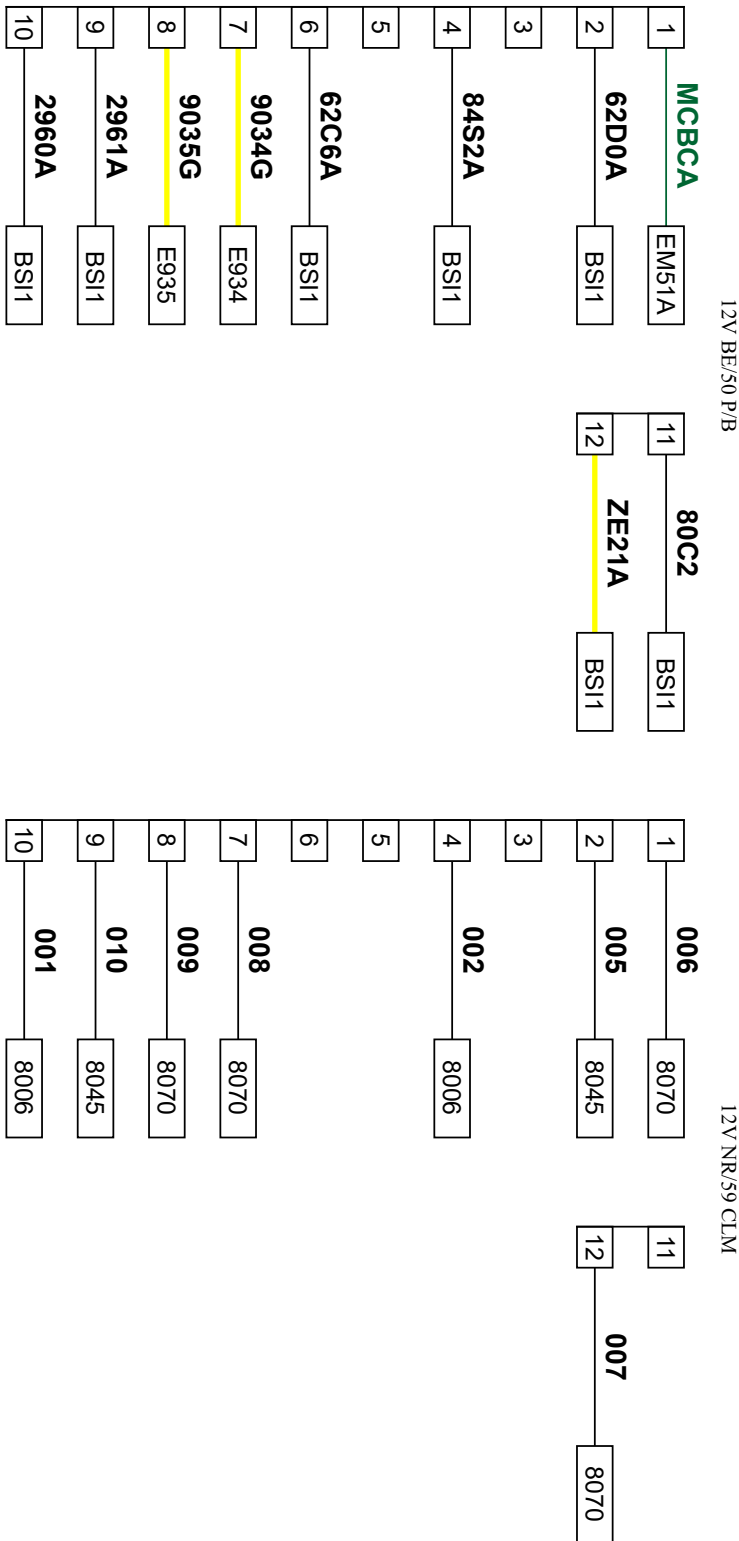 12V BE/50 P/B
1 MCBCA EM51A
2 62D0A BSI1
3
4 84S2A BSI1
5
6 62C6A BSI1
7 9034G E934
8 9035G E935
9 2961A BSI1
10 2960A BSI1
11 80C2 BSI1
12 ZE21A BSI1
12V NR/59 CLM
1 006 8070
2 005 8045
3
4 002 8006
5
6
7 008 8070
8 009 8070
9 010 8045
10 001 8006
11
12 007 8070